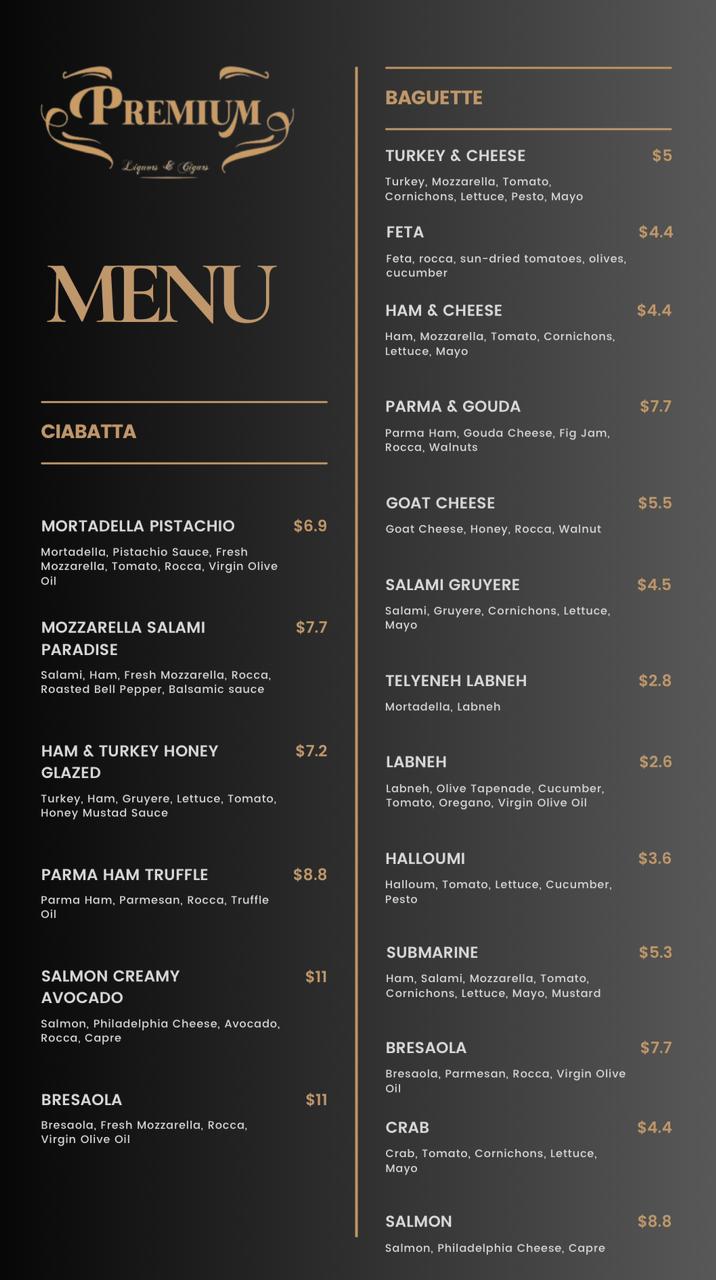 PREMIUM
Liquors & Cigars
MENU
CIABATTA
MORTADELLA PISTACHIO $6.9
Mortadella, Pistachio Sauce, Fresh
Mozzarella, Tomato, Rocca, Virgin Olive
Oil
MOZZARELLA SALAMI $7.7
PARADISE
Salami, Ham, Fresh Mozzarella, Rocca,
Roasted Bell Pepper, Balsamic sauce
HAM & TURKEY HONEY $7.2
GLAZED
Turkey, Ham, Gruyere, Lettuce, Tomato,
Honey Mustad Sauce
PARMA HAM TRUFFLE $8.8
Parma Ham, Parmesan, Rocca, Truffle
Oil
SALMON CREAMY $11
AVOCADO
Salmon, Philadelphia Cheese, Avocado,
Rocca, Capre
BRESAOLA $11
Bresaola, Fresh Mozzarella, Rocca,
Virgin Olive Oil
BAGUETTE
TURKEY & CHEESE $5
Turkey, Mozzarella, Tomato,
Cornichons, Lettuce, Pesto, Mayo
FETA $4.4
Feta, rocca, sun-dried tomatoes, olives,
cucumber
HAM & CHEESE $4.4
Ham, Mozzarella, Tomato, Cornichons,
Lettuce, Mayo
PARMA & GOUDA $7.7
Parma Ham, Gouda Cheese, Fig Jam,
Rocca, Walnuts
GOAT CHEESE $5.5
Goat Cheese, Honey, Rocca, Walnut
SALAMI GRUYERE $4.5
Salami, Gruyere, Cornichons, Lettuce,
Mayo
TELYENEH LABNEH $2.8
Mortadella, Labneh
LABNEH $2.6
Labneh, Olive Tapenade, Cucumber,
Tomato, Oregano, Virgin Olive Oil
HALLOUMI $3.6
Halloum, Tomato, Lettuce, Cucumber,
Pesto
SUBMARINE $5.3
Ham, Salami, Mozzarella, Tomato,
Cornichons, Lettuce, Mayo, Mustard
BRESAOLA $7.7
Bresaola, Parmesan, Rocca, Virgin Olive
Oil
CRAB $4.4
Crab, Tomato, Cornichons, Lettuce,
Mayo
SALMON $8.8
Salmon, Philadelphia Cheese, Capre